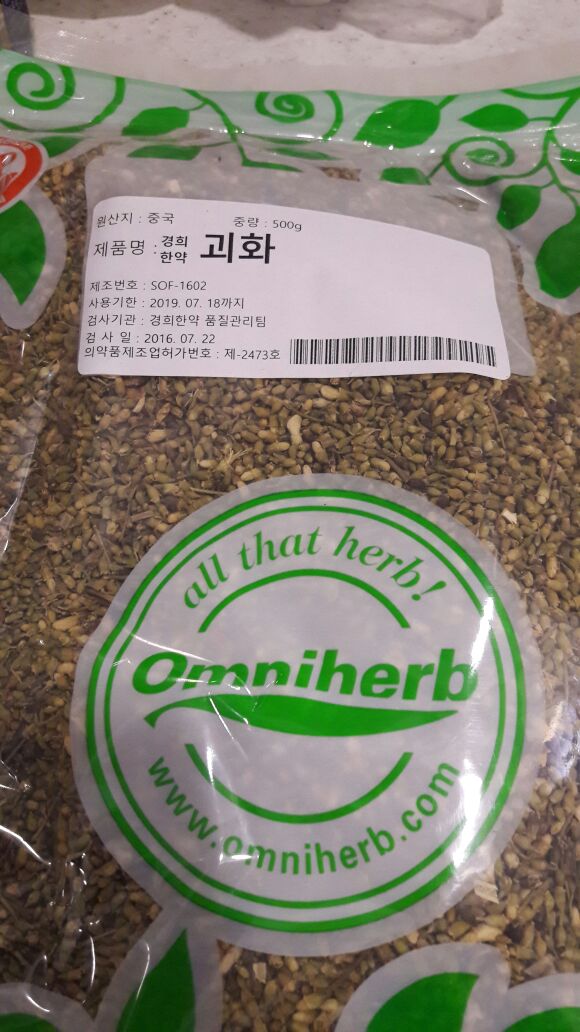 원산지 : 중국 중량 : 500g
제품명 : 경희 한약 괴화
제조번호 : SOF-1602
사용기한 : 2019. 07. 18까지
검사기관 : 경희한약 품질관리팀
검 사 일 : 2016. 07. 22
의약품제조업허가번호 : 제-2473호
all that herb!
Omniherb
www.omniherb.com